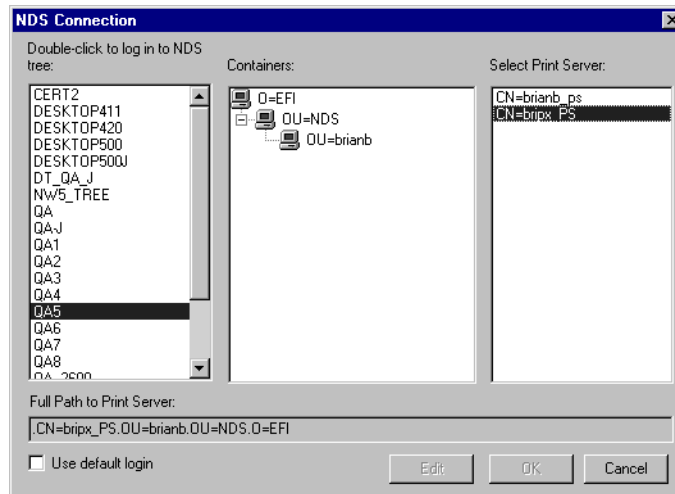 NDS Connection
Double-click to log in to NDS
tree:
Containers:
Select Print Server:
CERT2
DESKTOP411
DESKTOP420
DESKTOP500
DESKTOP500J
DT_QA_J
NW5_TREE
QA
QA-J
QA1
QA2
QA3
QA4
QA5
QA6
QA7
QA8
QA_2600
O=EFI
OU=NDS
OU=brianb
CN=brianb_ps
CN=bripx_PS
Full Path to Print Server:
.CN=bripx_PS.OU=brianb.OU=NDS.O=EFI
Use default login
Edit
OK
Cancel